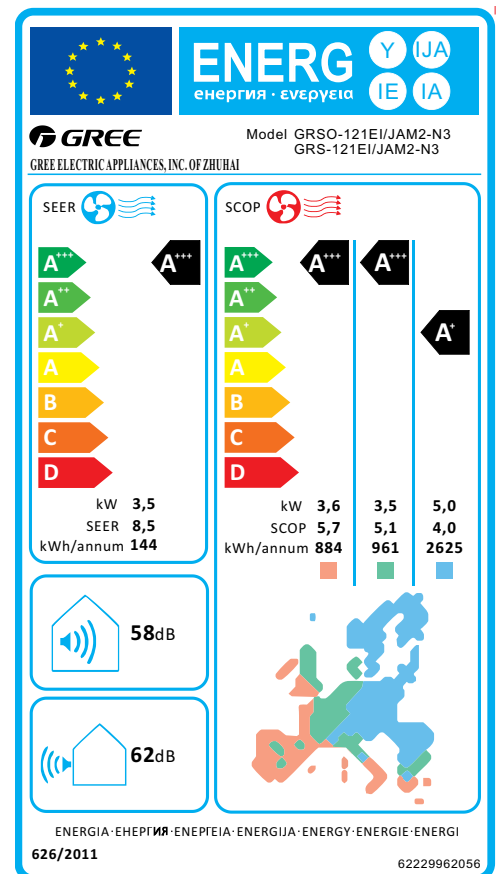 ENERG
енергия · ενεργεια
Y IJA
IE IA
GREE
Model GRSO-121EI/JAM2-N3
GRS-121EI/JAM2-N3
GREE ELECTRIC APPLIANCES, INC. OF ZHUHAI
SEER
A+++ A+++
A++
A+
A
B
C
D
kW 3,5
SEER 8,5
kWh/annum 144
SCOP
A+++ A+++ A+++
A++
A+ A+
A
B
C
D
kW 3,6 3,5 5,0
SCOP 5,7 5,1 4,0
kWh/annum 884 961 2625
58dB
62dB
ENERGIA·ЕНЕРГИЯ·ΕΝΕΡΓΕΙΑ·ENERGIJA·ENERGY·ENERGIE·ENERGI
626/2011
62229962056